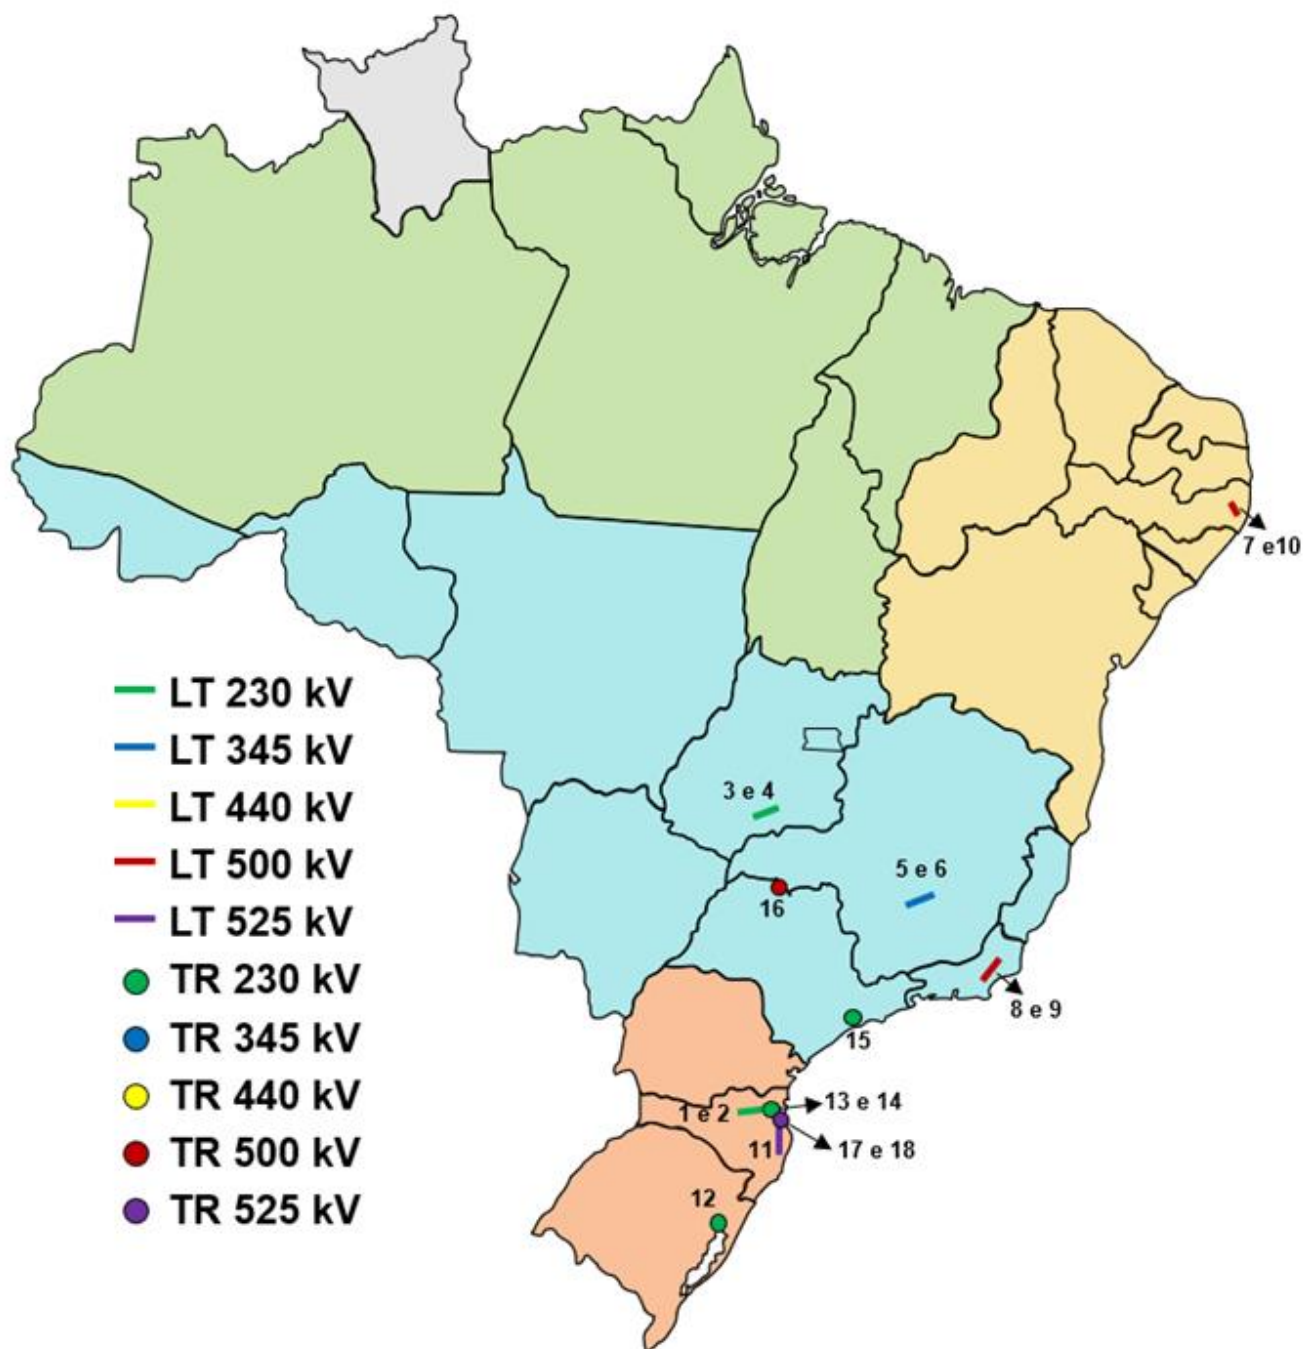 7 e10
LT 230 kV
LT 345 kV
LT 440 kV
LT 500 kV
LT 525 kV
TR 230 kV
TR 345 kV
TR 440 kV
TR 500 kV
TR 525 kV
3 e 4
5 e 6
16
8 e 9
15
1 e 2
13 e 14
11
17 e 18
12